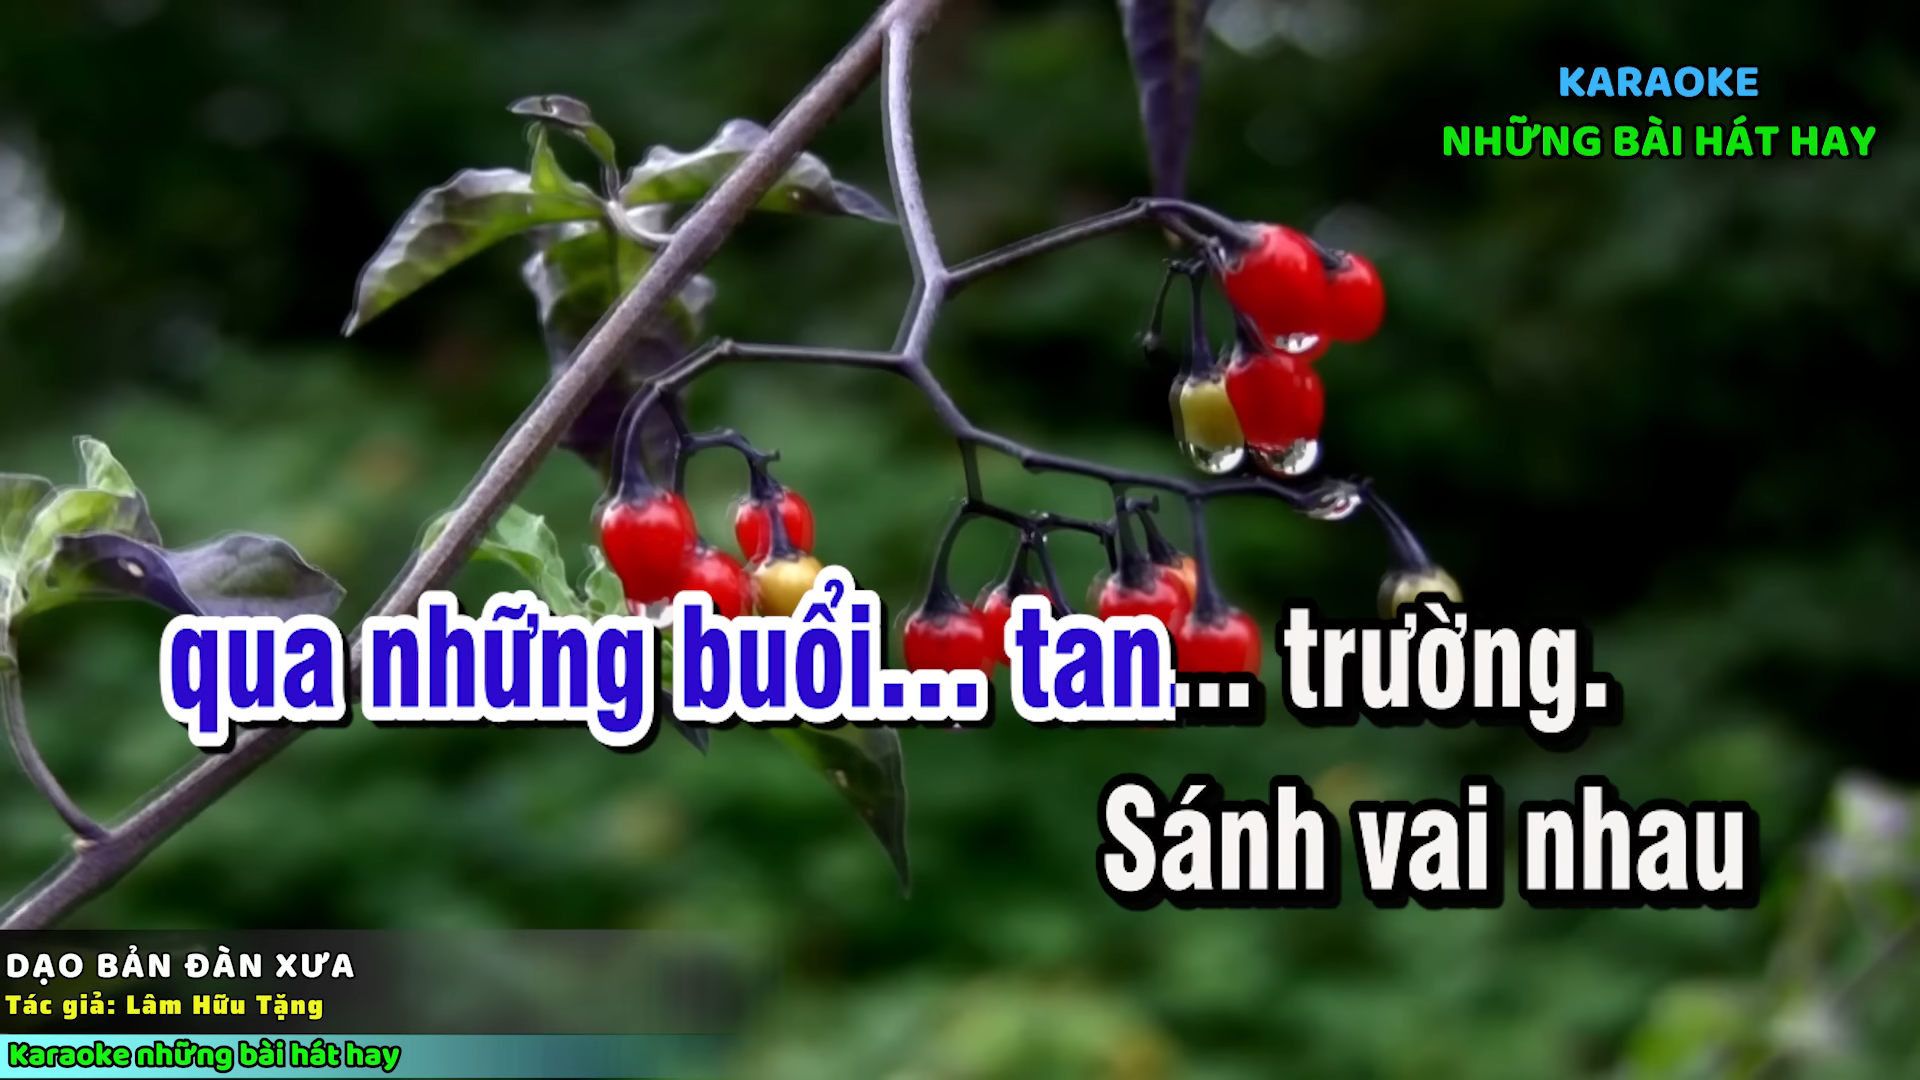 KARAOKE
NHỮNG BÀI HÁT HAY
qua những buổi... tan... trường.
Sánh vai nhau
DẠO BẢN ĐÀN XƯA
Tác giả: Lâm Hữu Tặng
Karaoke những bài hát hay